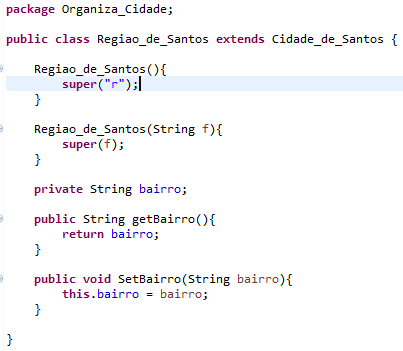 package Organiza_Cidade;
public class Regiao_de_Santos extends Cidade_de_Santos {
Regiao_de_Santos(){
super("r");
}
Regiao_de_Santos(String f){
super(f);
}
private String bairro;
public String getBairro(){
return bairro;
}
public void SetBairro(String bairro){
this.bairro = bairro;
}
}